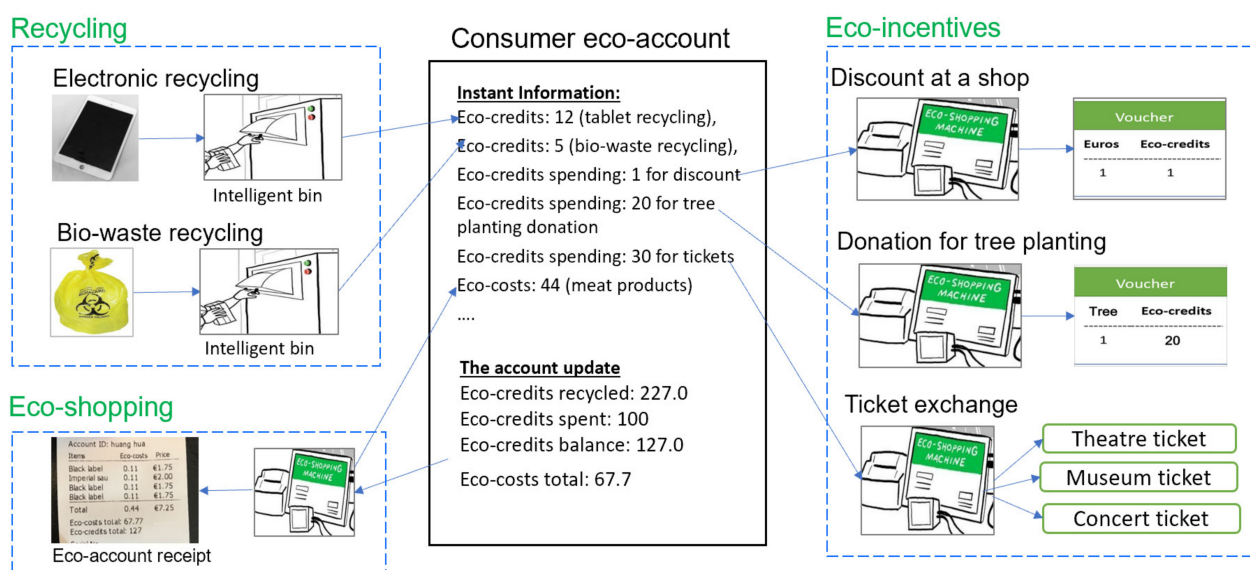 Recycling
Electronic recycling
Intelligent bin
Bio-waste recycling
Intelligent bin
Eco-shopping
Account ID: huang hua
Items Eco-costs Price
Black label 0.11 €1.75
Imperial sau 0.11 €2.00
Black label 0.11 €1.75
Black label 0.11 €1.75
Total 0.44 €7.25
Eco-costs total: 67.77
Eco-credits total: 127
Eco-account receipt
ECO-SHOPPING
MACHINE
Consumer eco-account
Instant Information:
Eco-credits: 12 (tablet recycling),
Eco-credits: 5 (bio-waste recycling),
Eco-credits spending: 1 for discount
Eco-credits spending: 20 for tree
planting donation
Eco-credits spending: 30 for tickets
Eco-costs: 44 (meat products)
....
The account update
Eco-credits recycled: 227.0
Eco-credits spent: 100
Eco-credits balance: 127.0
Eco-costs total: 67.7
Eco-incentives
Discount at a shop
ECO-SHOPPING
MACHINE
Voucher
Euros Eco-credits
1 1
Donation for tree planting
ECO-SHOPPING
MACHINE
Voucher
Tree Eco-credits
1 20
Ticket exchange
ECO-SHOPPING
MACHINE
Theatre ticket
Museum ticket
Concert ticket